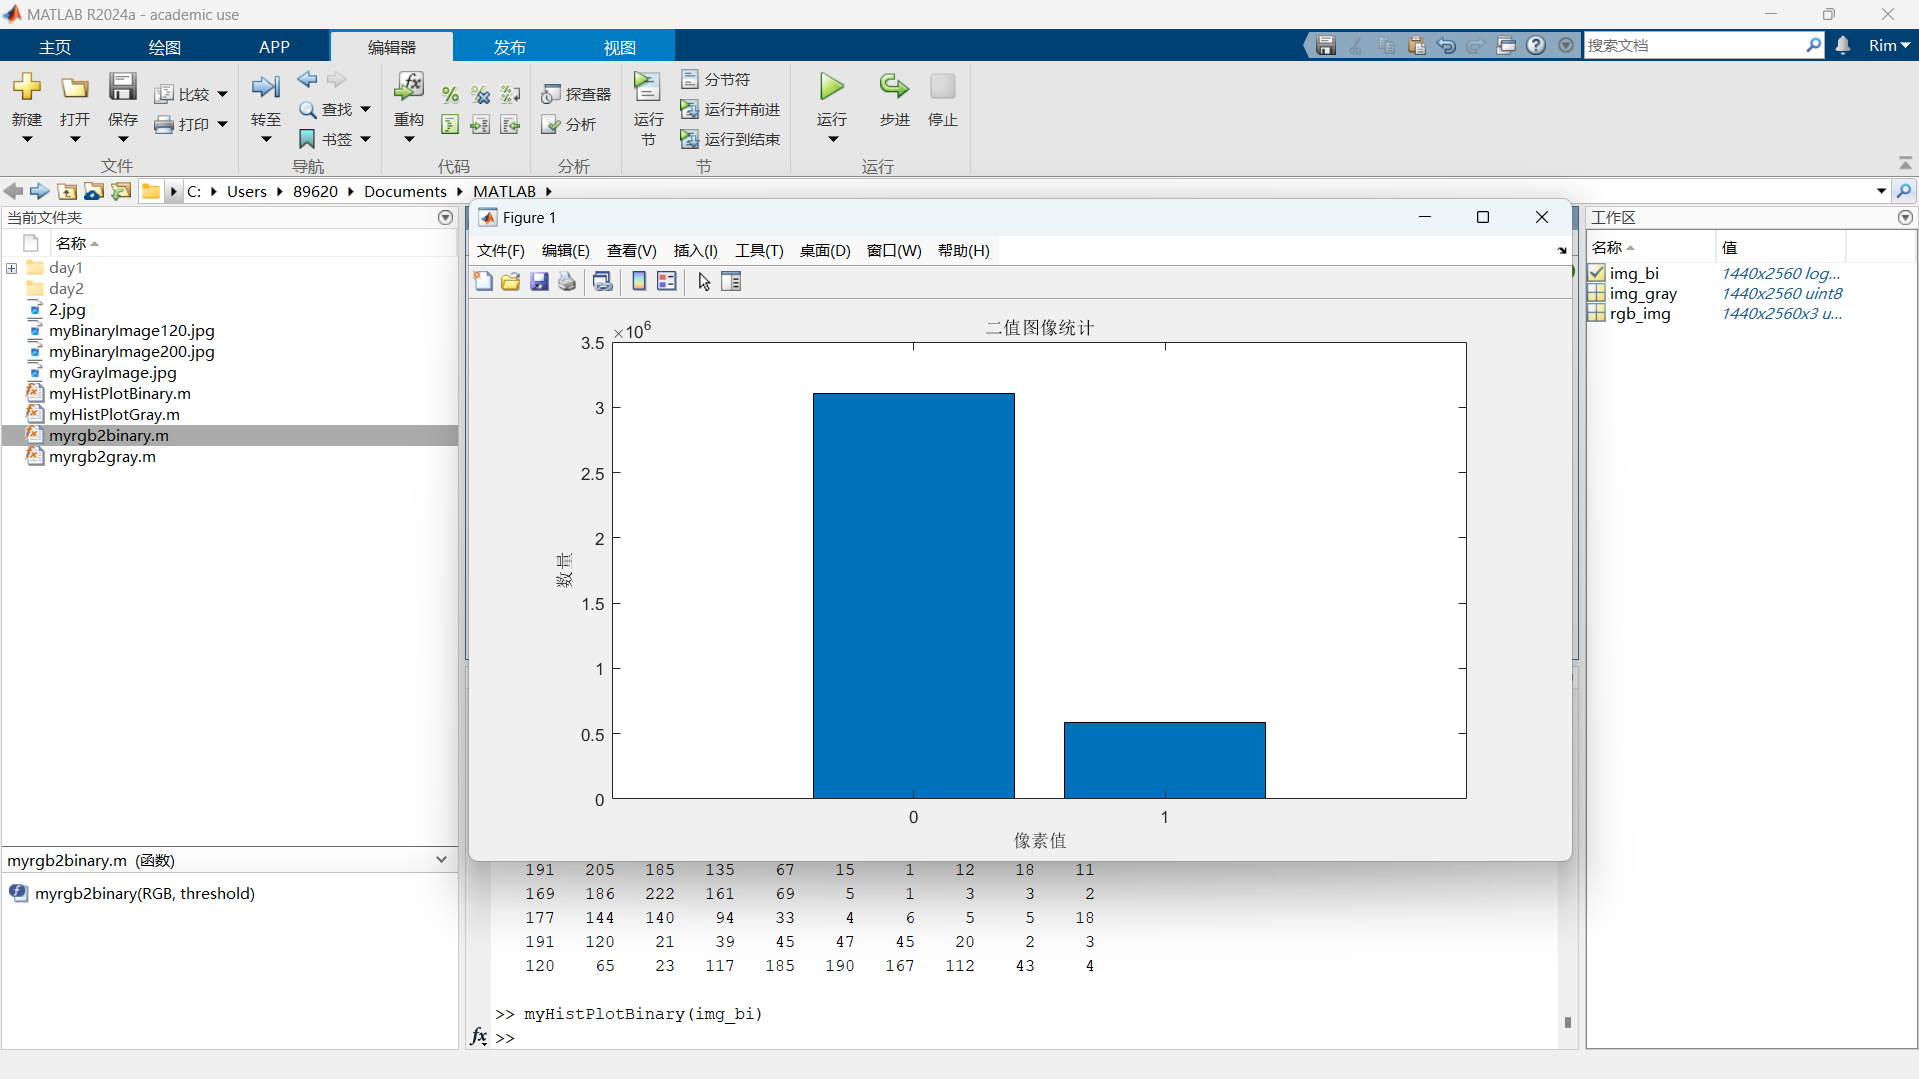 MATLAB R2024a - academic use
主页 绘图 APP 编辑器 发布 视图
搜索文档
Rim
新建 打开 保存 比较 打印
文件
转至 查找 书签
导航
重构
代码
探查器 分析
分析
运行节 分节符 运行并前进 运行到结束
节
运行 步进 停止
运行
C: Users 89620 Documents MATLAB
当前文件夹
名称
day1
day2
2.jpg
myBinaryImage120.jpg
myBinaryImage200.jpg
myGrayImage.jpg
myHistPlotBinary.m
myHistPlotGray.m
myrgb2binary.m
myrgb2gray.m
myrgb2binary.m (函数)
myrgb2binary(RGB, threshold)
Figure 1
文件(F) 编辑(E) 查看(V) 插入(I) 工具(T) 桌面(D) 窗口(W) 帮助(H)
二值图像统计
×10⁶
3.5
3
2.5
2
1.5
1
0.5
0
数量
0 1
像素值
191 205 185 135 67 15 1 12 18 11
169 186 222 161 69 5 1 3 3 2
177 144 140 94 33 4 6 5 5 18
191 120 21 39 45 47 45 20 2 3
120 65 23 117 185 190 167 112 43 4
>> myHistPlotBinary(img_bi)
fx >>
工作区
名称 值
img_bi 1440x2560 log...
img_gray 1440x2560 uint8
rgb_img 1440x2560x3 u...